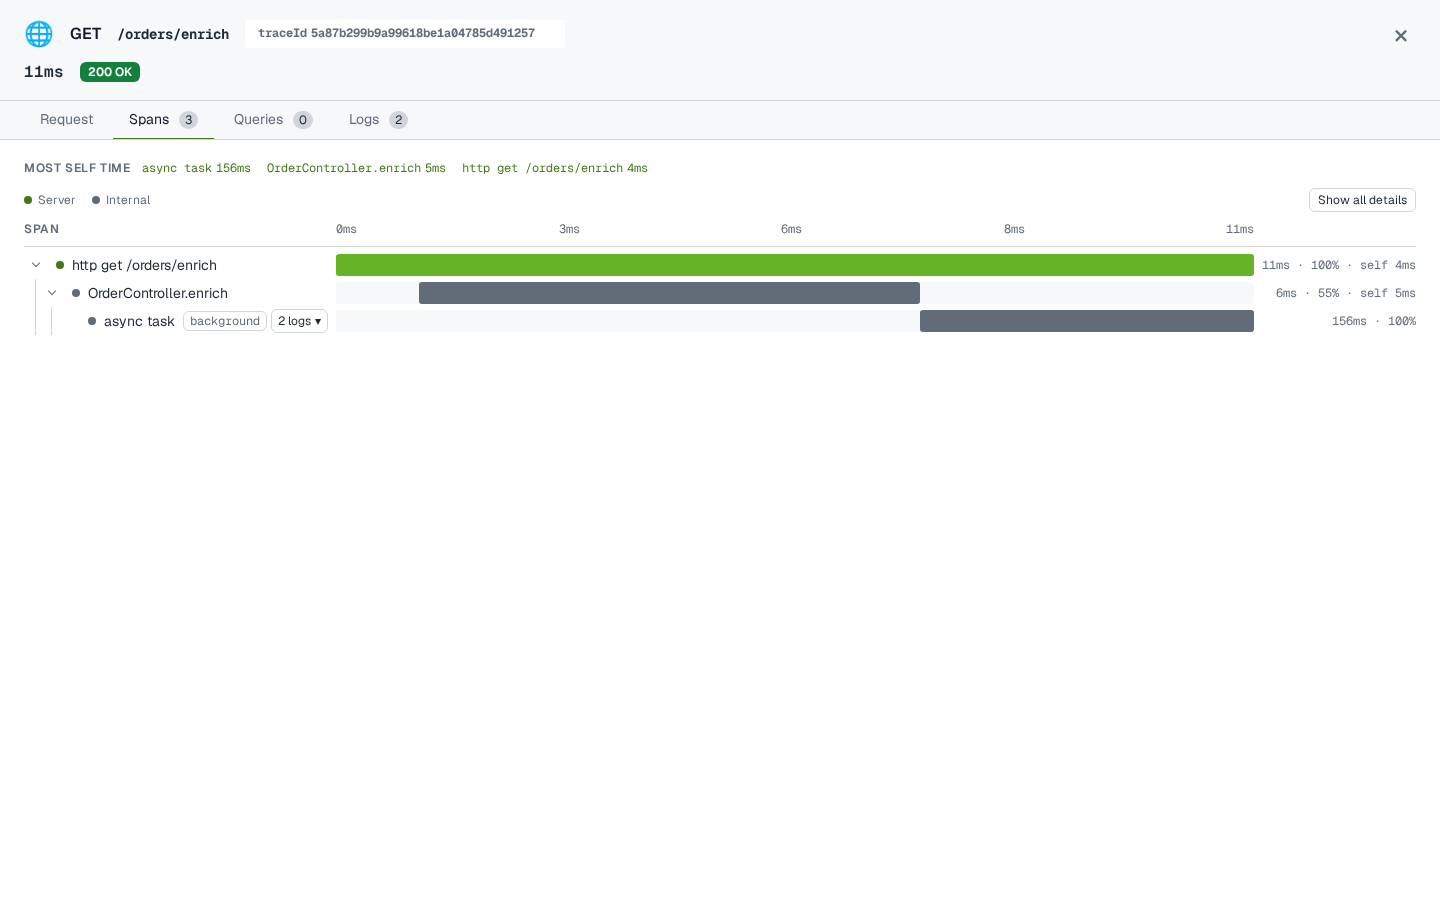 GET /orders/enrich traceId 5a87b299b9a99618be1a04785d491257 ×
11ms 200 OK
Request Spans 3 Queries 0 Logs 2
MOST SELF TIME async task 156ms OrderController.enrich 5ms http get /orders/enrich 4ms
Server Internal Show all details
SPAN 0ms 3ms 6ms 8ms 11ms
http get /orders/enrich 11ms · 100% · self 4ms
OrderController.enrich 6ms · 55% · self 5ms
async task background 2 logs ▾ 156ms · 100%